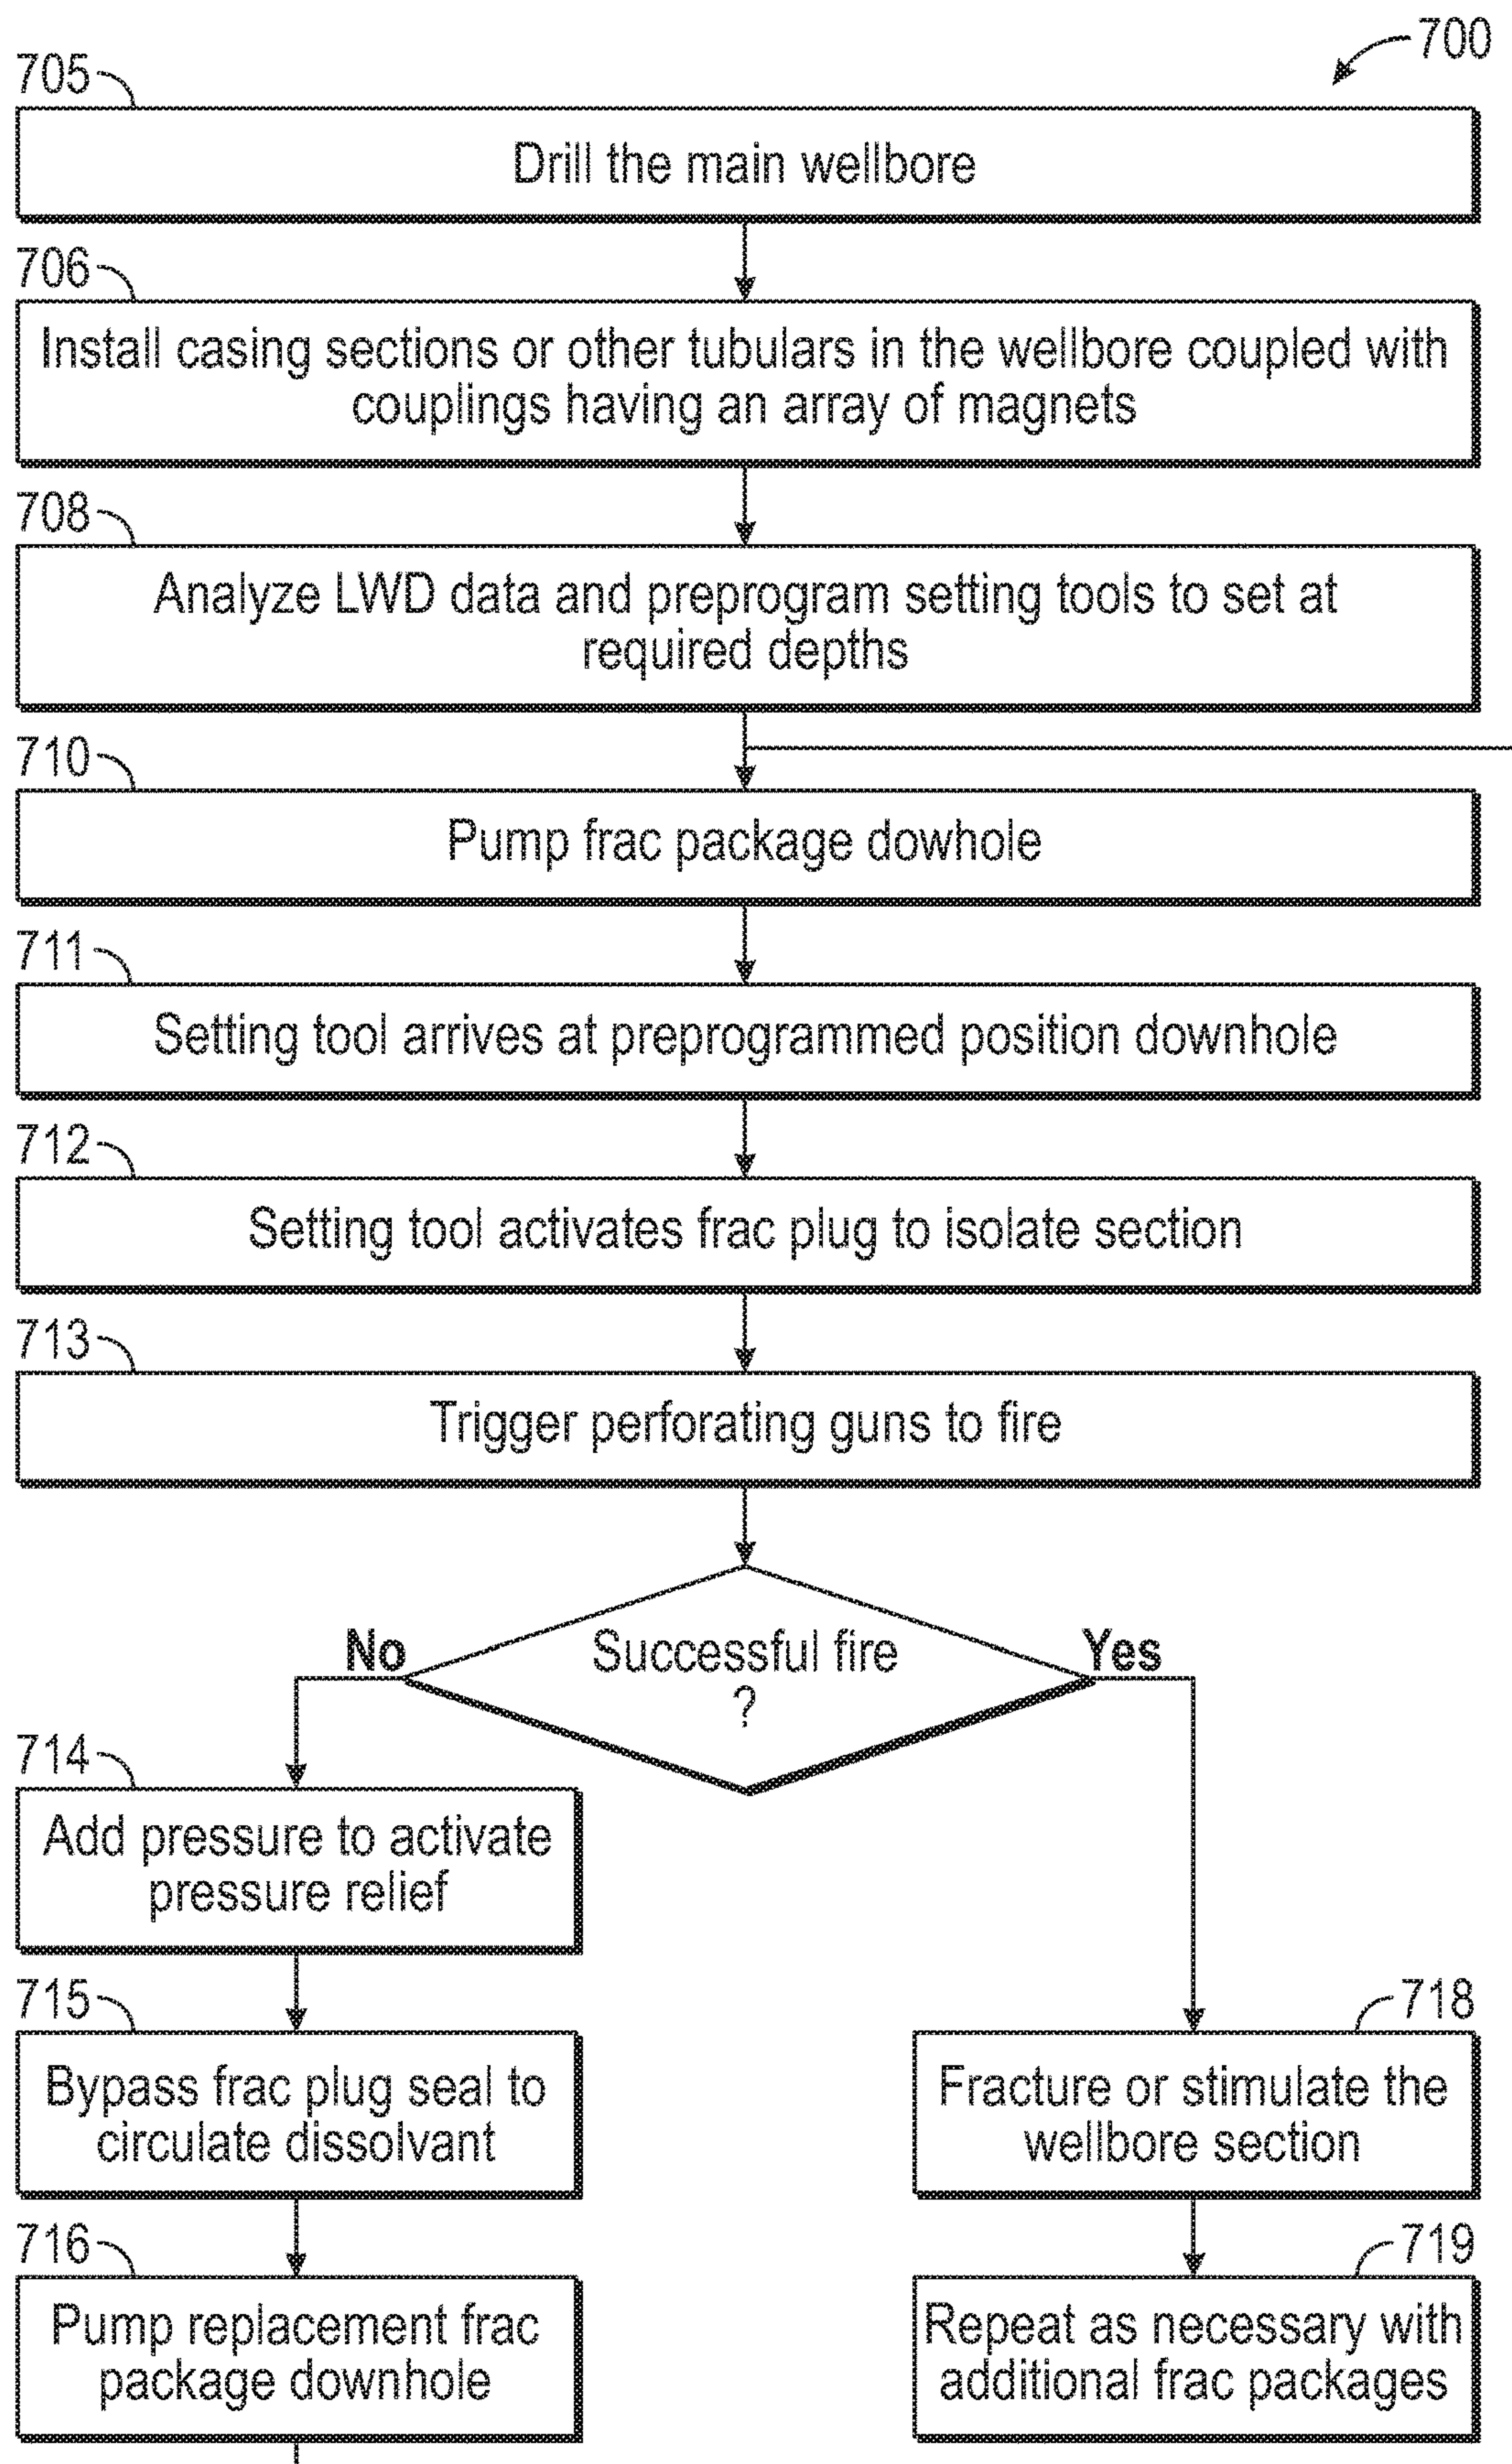 700
705
Drill the main wellbore
706
Install casing sections or other tubulars in the wellbore coupled with
couplings having an array of magnets
708
Analyze LWD data and preprogram setting tools to set at
required depths
710
Pump frac package dowhole
711
Setting tool arrives at preprogrammed position downhole
712
Setting tool activates frac plug to isolate section
713
Trigger perforating guns to fire
Successful fire
?
No
Yes
714
Add pressure to activate
pressure relief
715
Bypass frac plug seal to
circulate dissolvant
716
Pump replacement frac
package downhole
718
Fracture or stimulate the
wellbore section
719
Repeat as necessary with
additional frac packages